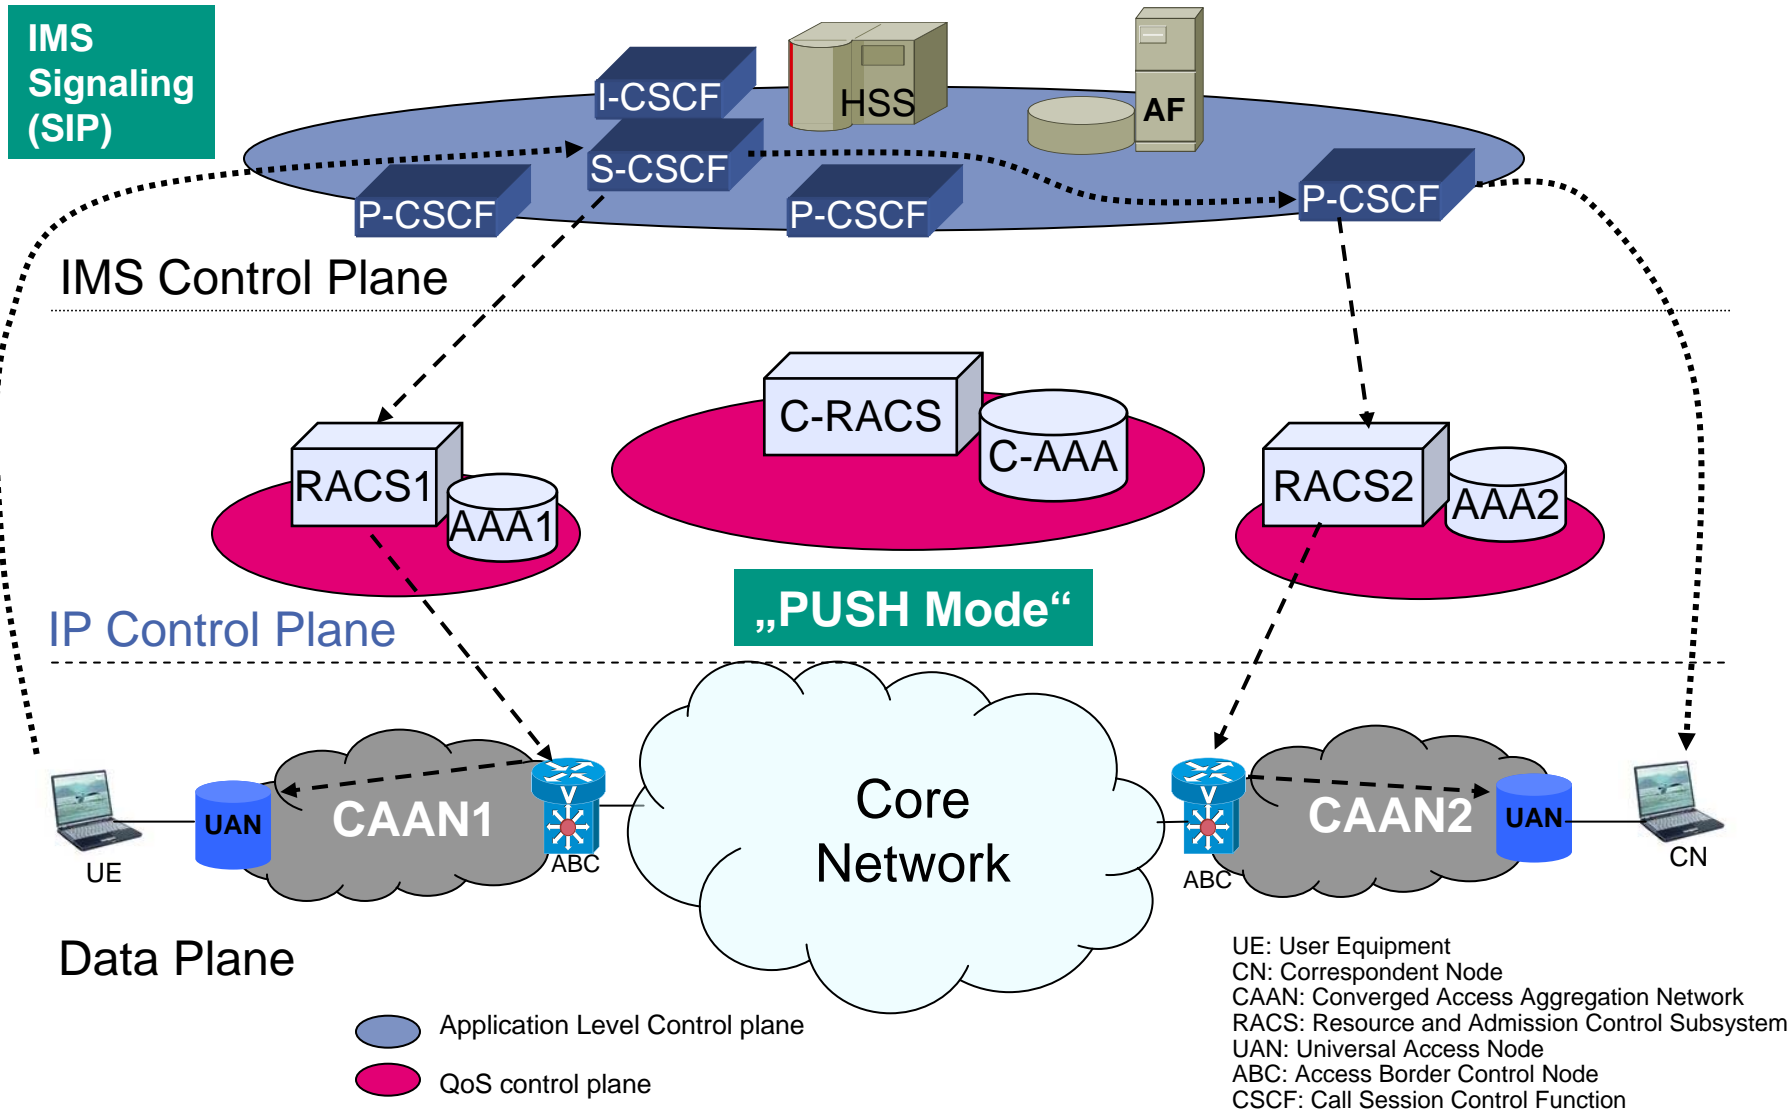 IMS
Signaling
(SIP)
I-CSCF
HSS
AF
S-CSCF
P-CSCF
P-CSCF
P-CSCF
IMS Control Plane
C-RACS
C-AAA
RACS1
AAA1
RACS2
AAA2
„PUSH Mode“
IP Control Plane
UAN
CAAN1
ABC
UE
Core
Network
ABC
CAAN2
UAN
CN
Data Plane
Application Level Control plane
QoS control plane
UE: User Equipment
CN: Correspondent Node
CAAN: Converged Access Aggregation Network
RACS: Resource and Admission Control Subsystem
UAN: Universal Access Node
ABC: Access Border Control Node
CSCF: Call Session Control Function